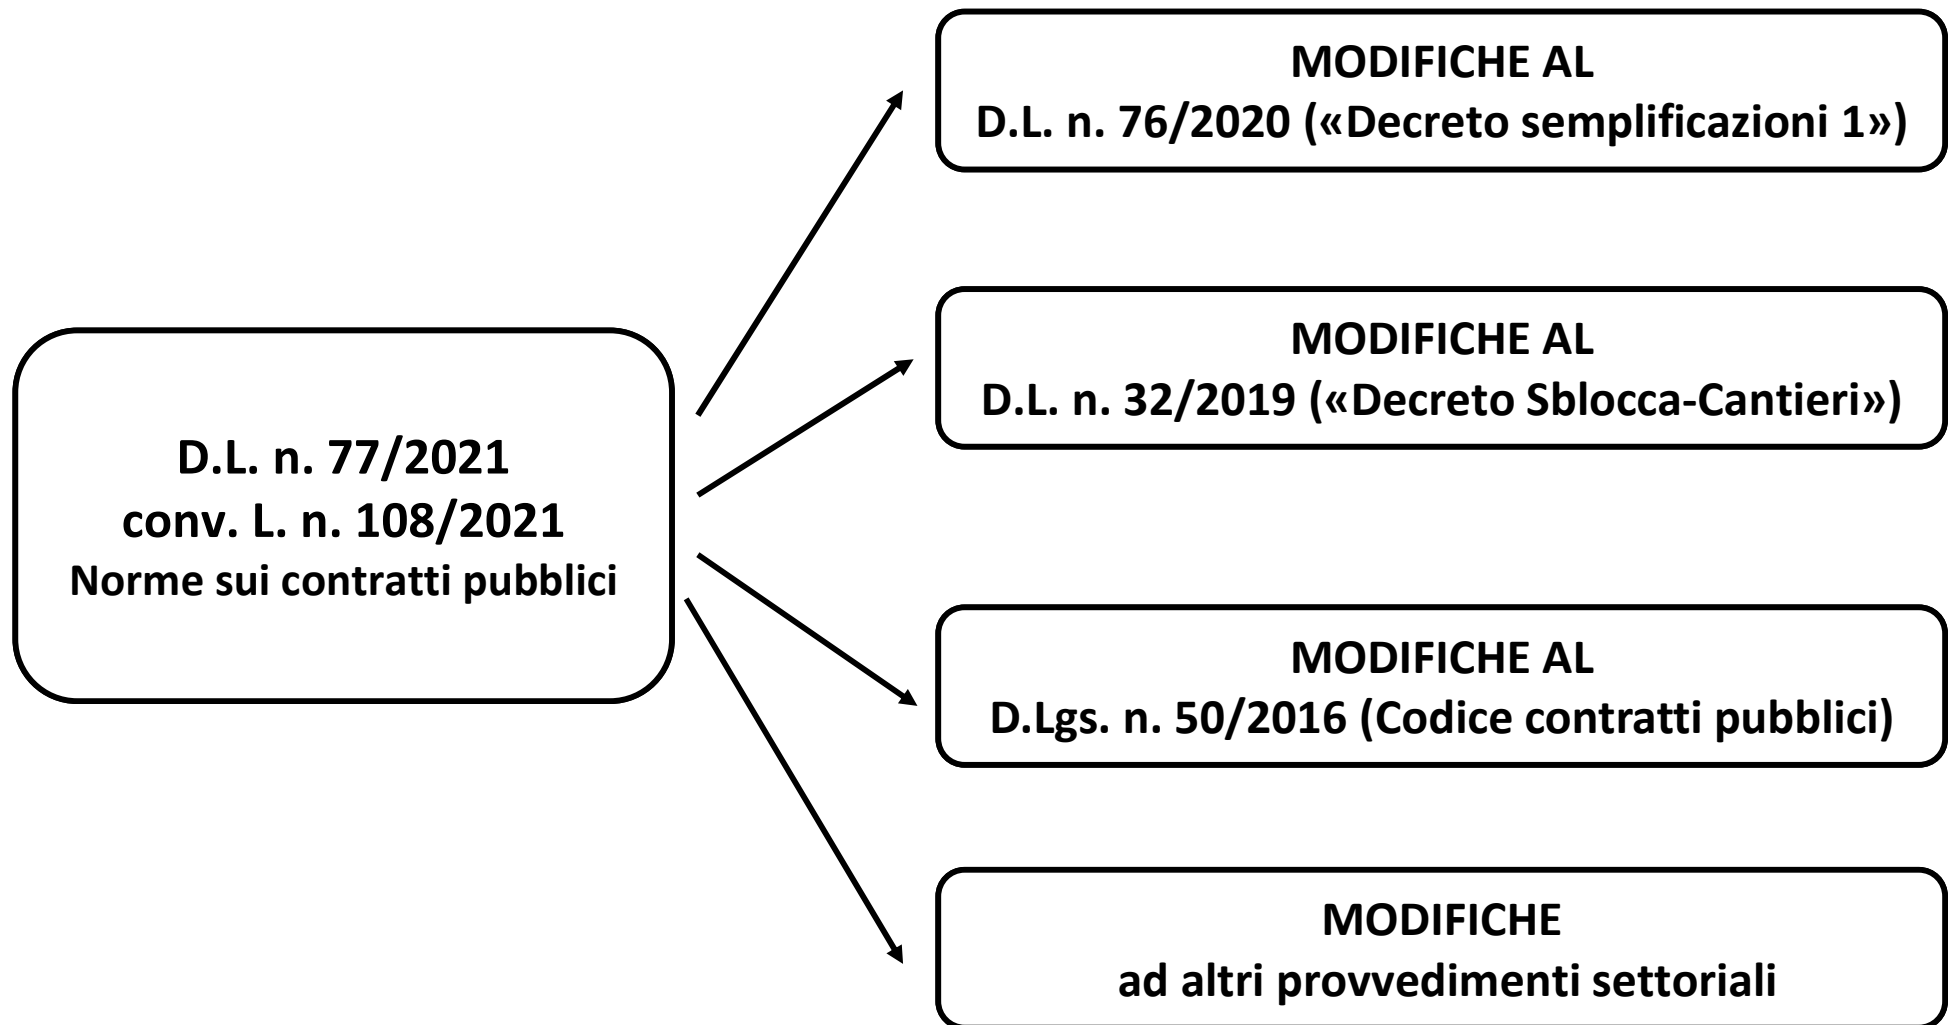 MODIFICHE AL
D.L. n. 76/2020 («Decreto semplificazioni 1»)
MODIFICHE AL
D.L. n. 32/2019 («Decreto Sblocca-Cantieri»)
D.L. n. 77/2021
conv. L. n. 108/2021
Norme sui contratti pubblici
MODIFICHE AL
D.Lgs. n. 50/2016 (Codice contratti pubblici)
MODIFICHE
ad altri provvedimenti settoriali